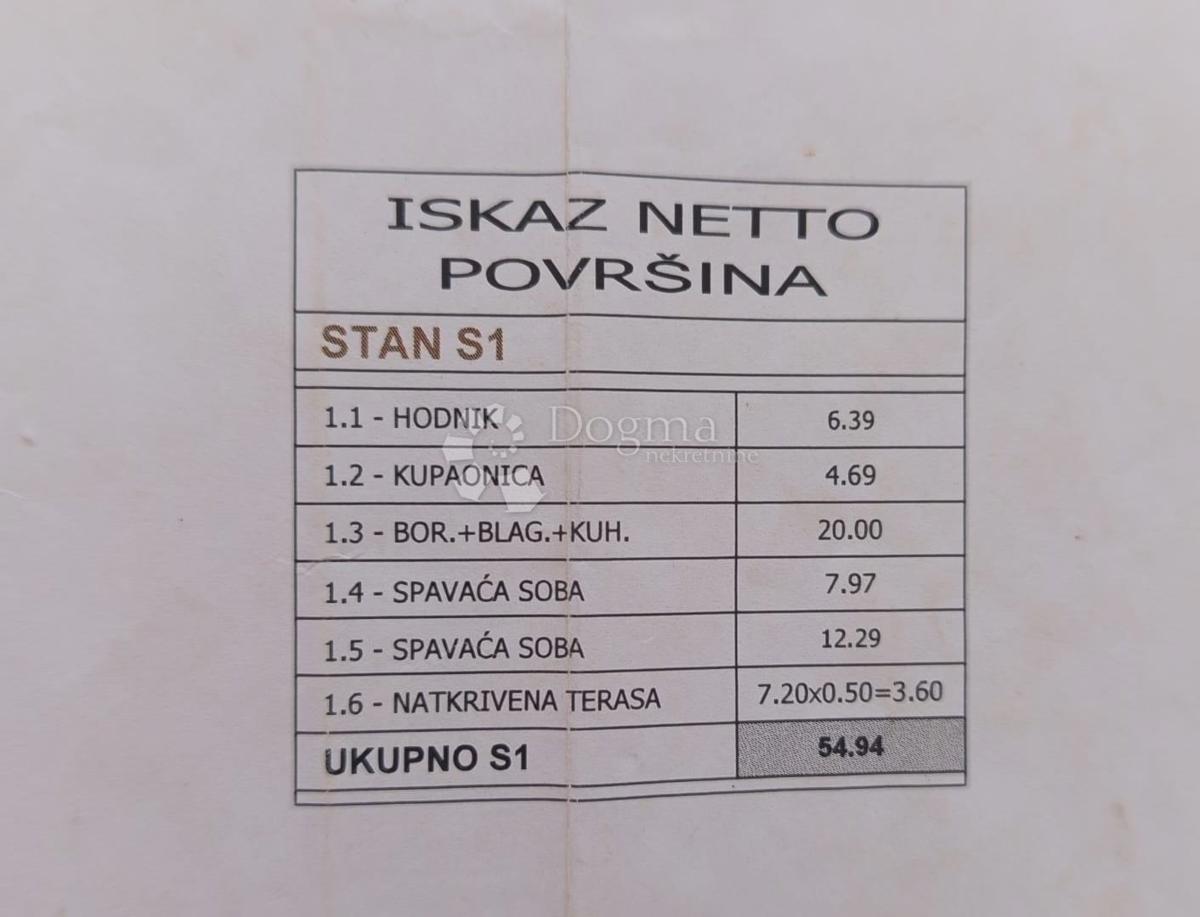 ISKAZ NETTO
POVRŠINA
STAN S1
1.1 - HODNIK 6.39
1.2 - KUPAONICA 4.69
1.3 - BOR.+BLAG.+KUH. 20.00
1.4 - SPAVAĆA SOBA 7.97
1.5 - SPAVAĆA SOBA 12.29
1.6 - NATKRIVENA TERASA 7.20x0.50=3.60
UKUPNO S1 54.94
Dogma
nekretnine